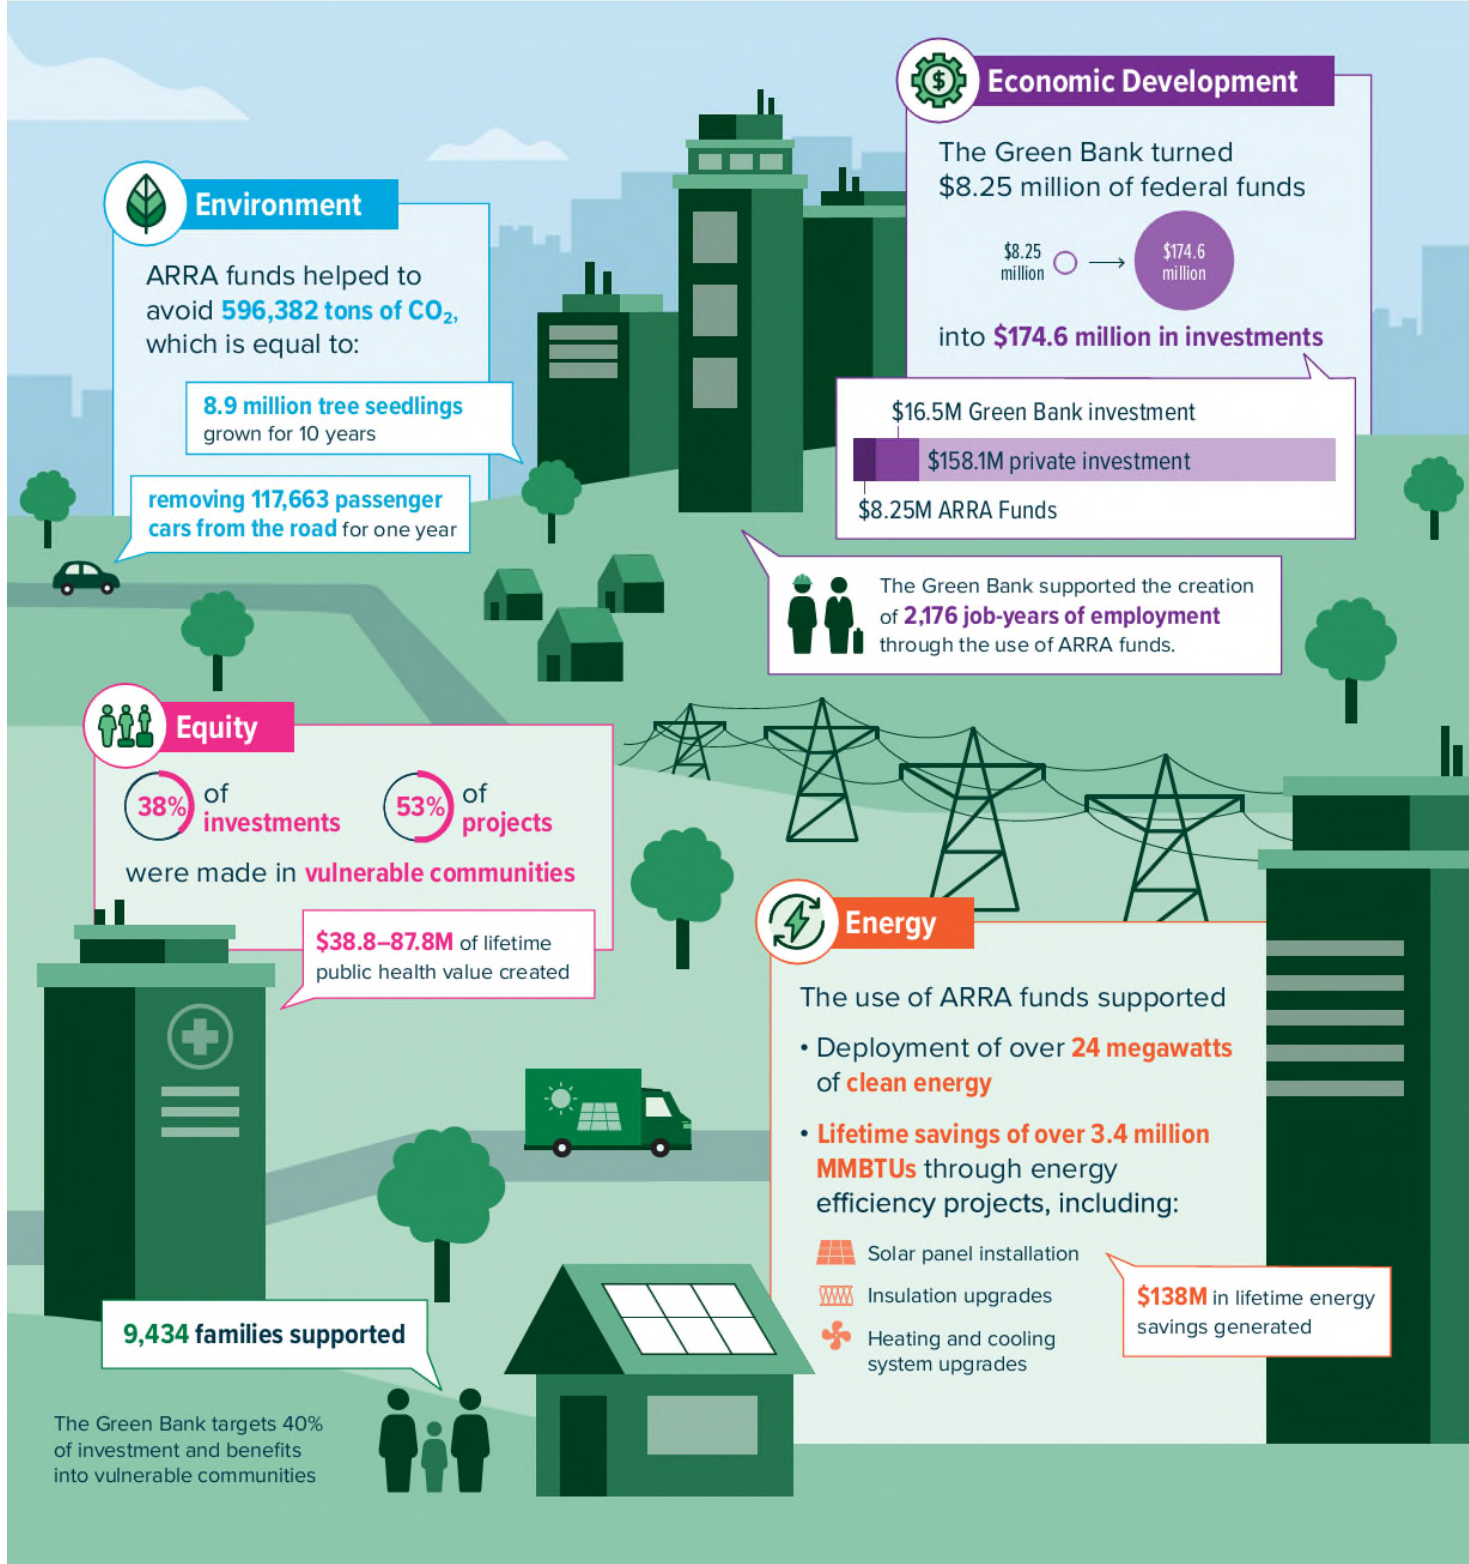 Economic Development
The Green Bank turned
$8.25 million of federal funds
$8.25
million
$174.6
million
into $174.6 million in investments
$16.5M Green Bank investment
$158.1M private investment
$8.25M ARRA Funds
The Green Bank supported the creation
of 2,176 job-years of employment
through the use of ARRA funds.
Environment
ARRA funds helped to
avoid 596,382 tons of CO₂,
which is equal to:
8.9 million tree seedlings
grown for 10 years
removing 117,663 passenger
cars from the road for one year
Equity
38%
of
investments
53%
of
projects
were made in vulnerable communities
$38.8–87.8M of lifetime
public health value created
Energy
The use of ARRA funds supported
• Deployment of over 24 megawatts
of clean energy
• Lifetime savings of over 3.4 million
MMBTUs through energy
efficiency projects, including:
Solar panel installation
Insulation upgrades
Heating and cooling
system upgrades
$138M in lifetime energy
savings generated
9,434 families supported
The Green Bank targets 40%
of investment and benefits
into vulnerable communities